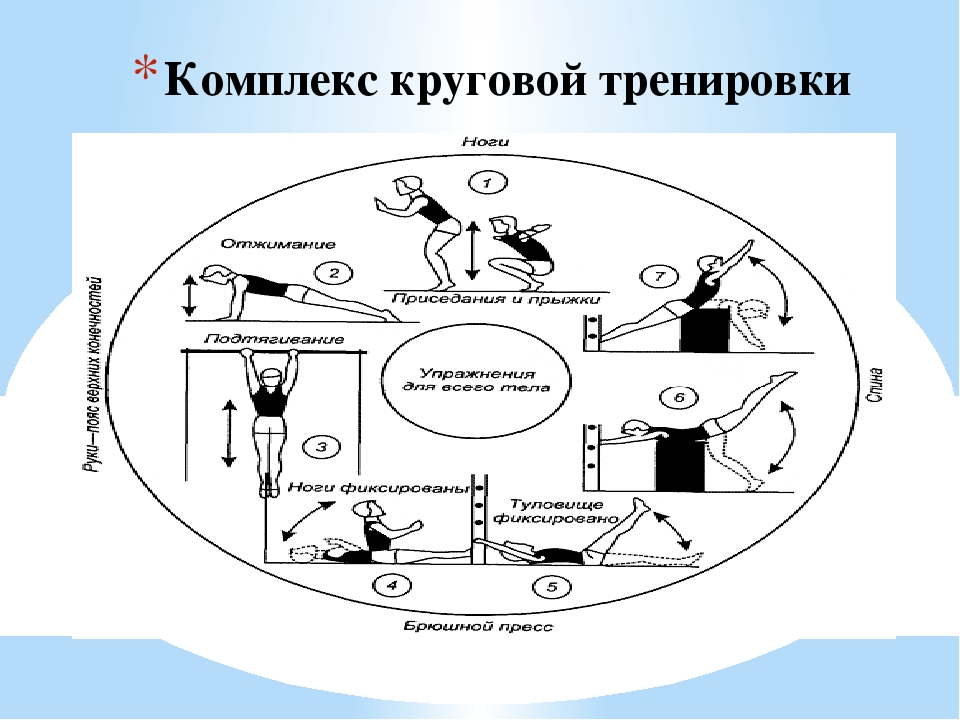 * Комплекс круговой тренировки
Ноги
1
Отжимание
2
Приседания и прыжки
7
Подтягивание
Руки–пояс верхних конечностей
Упражнения
для всего тела
Спина
6
3
Ноги фиксированы
Туловище
фиксировано
4
5
Брюшной пресс